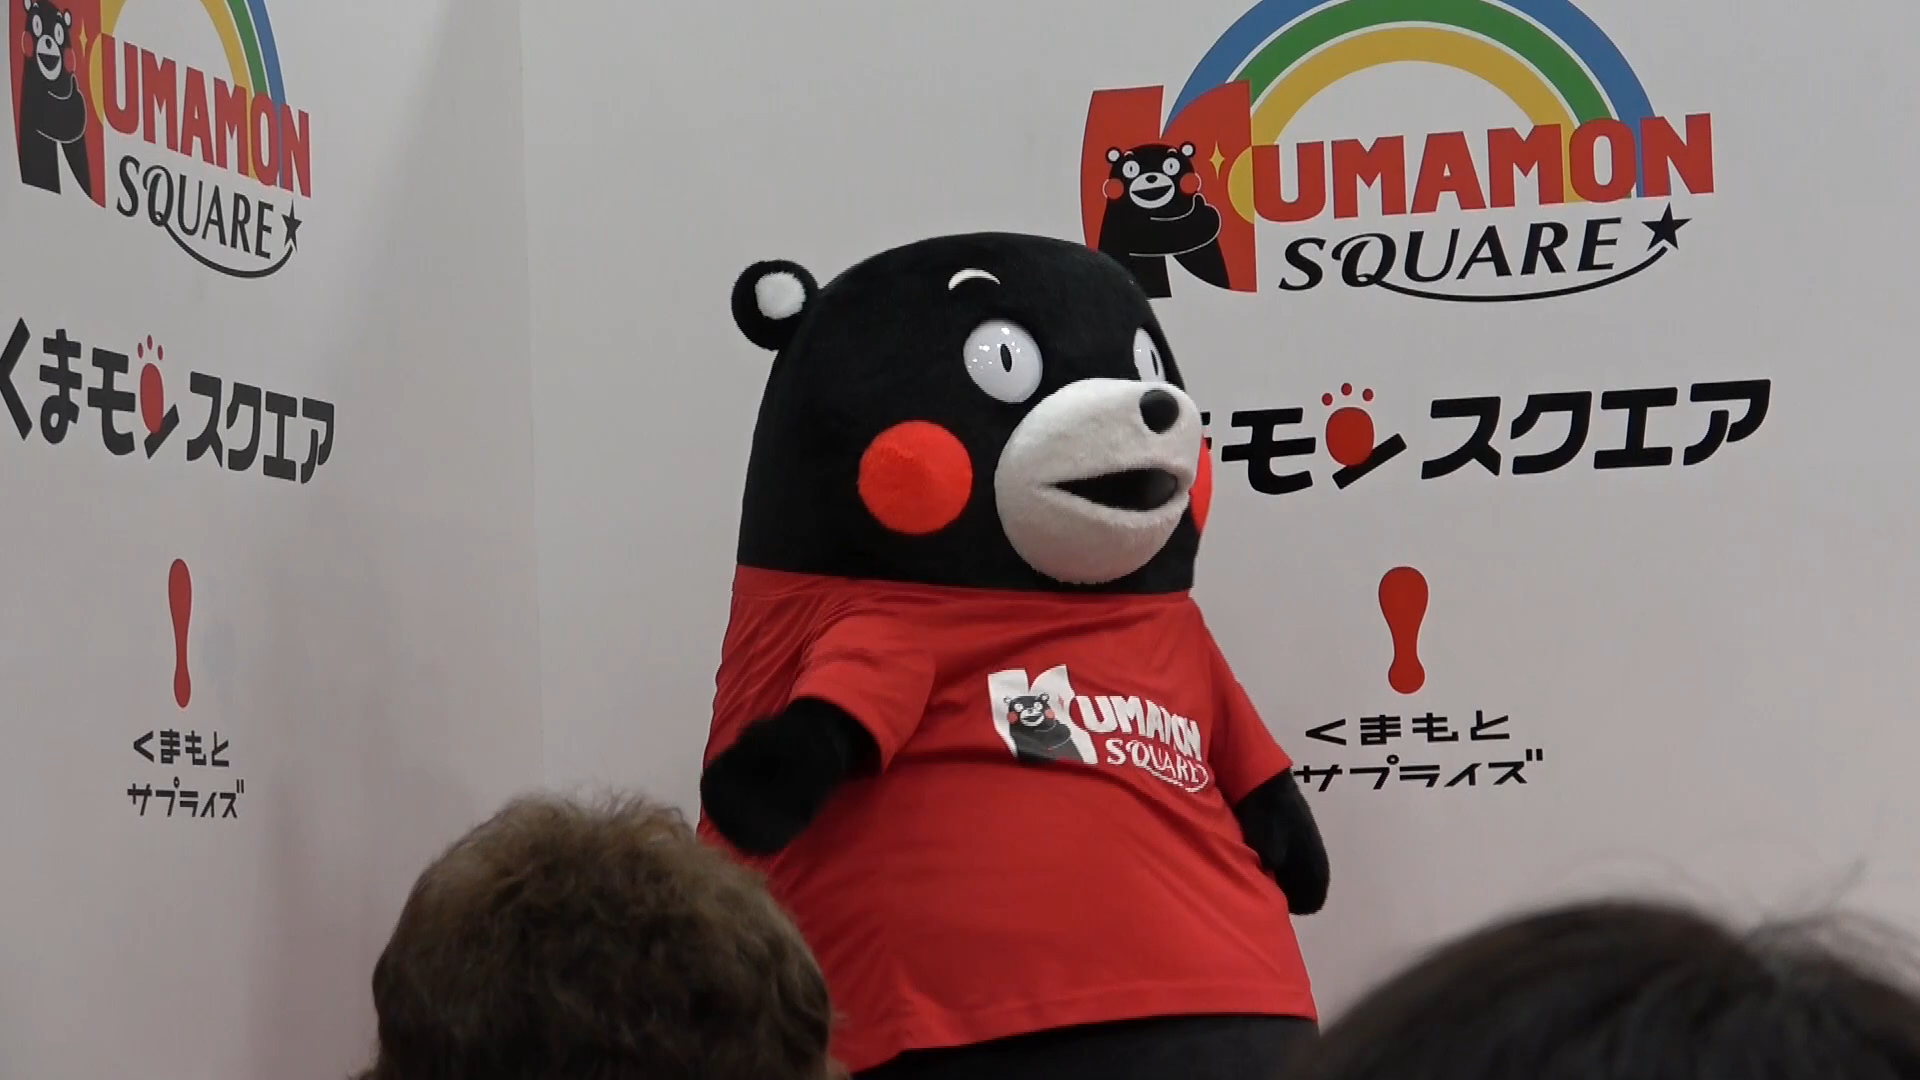 KUMAMON
SQUARE
くまモンスクエア
くまもと
サプライズ
KUMAMON
SQUARE
モンスクエア
くまもと
サプライズ
KUMAMON
SQUARE